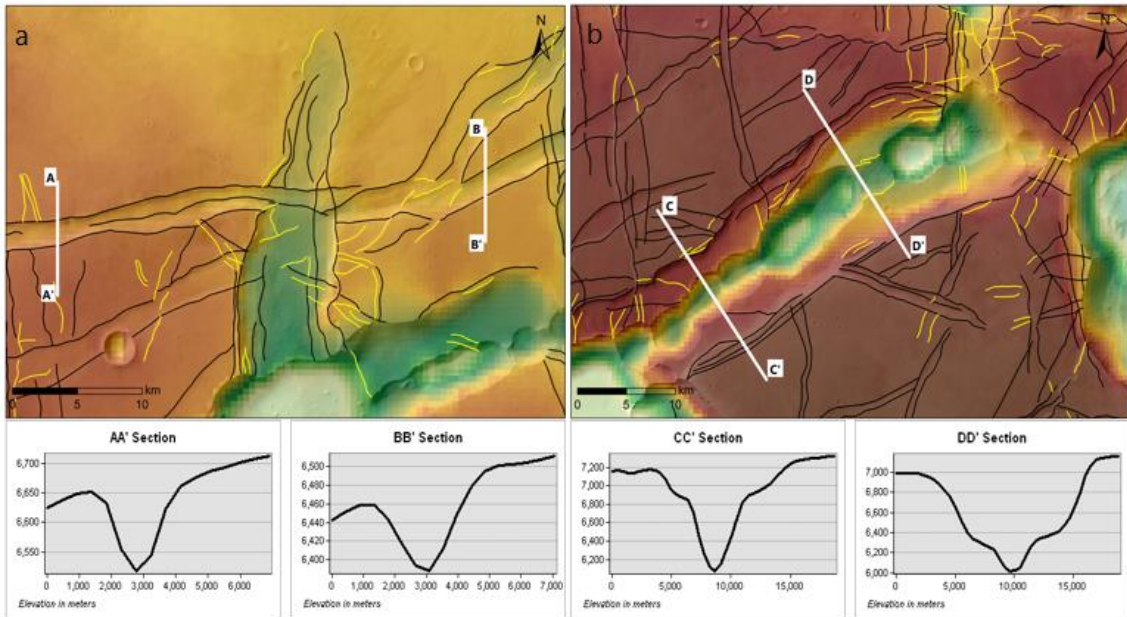 a
N
A
A'
B
B'
0 5 10 km
b
N
D
D'
C
C'
0 5 10 km
AA' Section
6,700
6,650
6,600
6,550
0 1,000 2,000 3,000 4,000 5,000 6,000
Elevation in meters
BB' Section
6,500
6,460
6,440
6,400
0 1,000 2,000 3,000 4,000 5,000 6,000 7,000
Elevation in meters
CC' Section
7,200
7,000
6,800
6,600
6,400
6,200
0 5,000 10,000 15,000
Elevation in meters
DD' Section
7,000
6,800
6,600
6,400
6,200
6,000
0 5,000 10,000 15,000
Elevation in meters